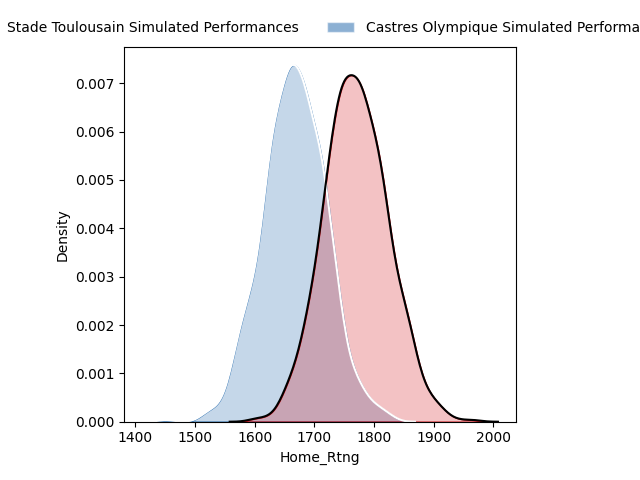 Stade Toulousain Simulated Performances Castres Olympique Simulated Performa
0.007
0.006
0.005
0.004
0.003
0.002
0.001
0.000
Density
1400 1500 1600 1700 1800 1900 2000
Home_Rtng